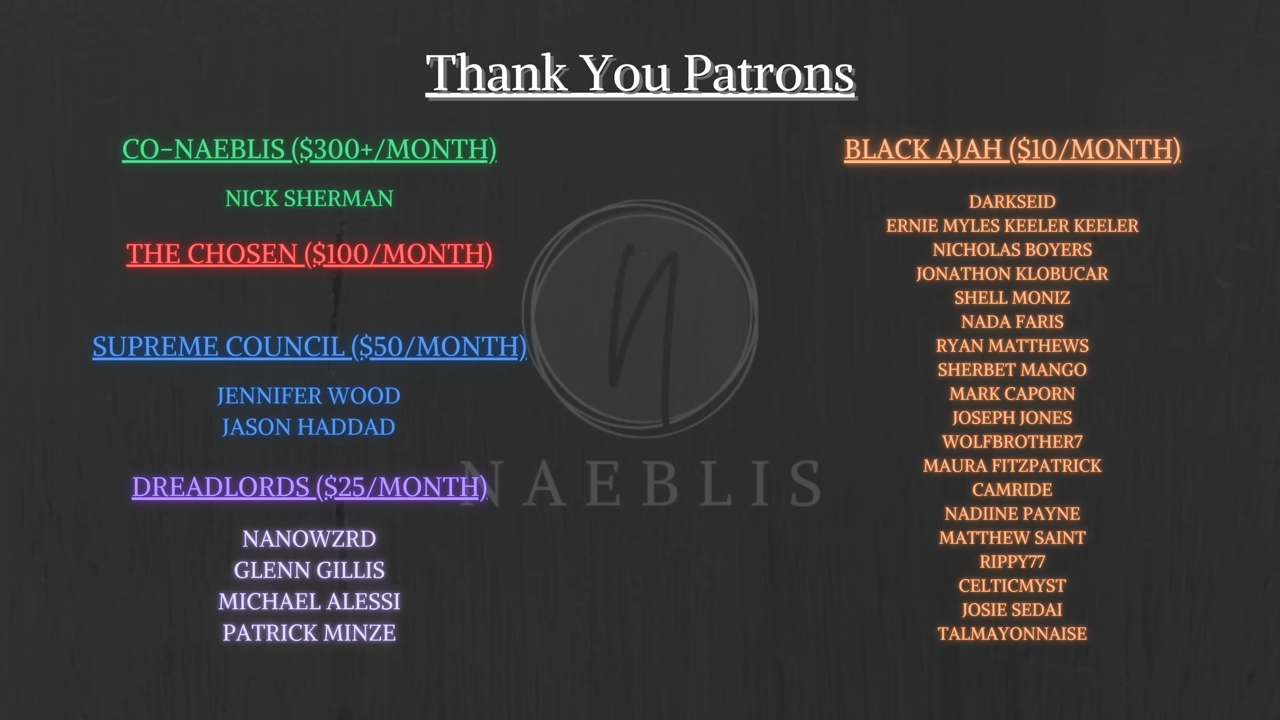 Thank You Patrons
CO-NAEBLIS ($300+/MONTH)
NICK SHERMAN
THE CHOSEN ($100/MONTH)
SUPREME COUNCIL ($50/MONTH)
JENNIFER WOOD
JASON HADDAD
DREADLORDS ($25/MONTH)
NANOWZRD
GLENN GILLIS
MICHAEL ALESSI
PATRICK MINZE
n
NAEBLIS
BLACK AJAH ($10/MONTH)
DARKSEID
ERNIE MYLES KEELER KEELER
NICHOLAS BOYERS
JONATHON KLOBUCAR
SHELL MONIZ
NADA FARIS
RYAN MATTHEWS
SHERBET MANGO
MARK CAPORN
JOSEPH JONES
WOLFBROTHER7
MAURA FITZPATRICK
CAMRIDE
NADIINE PAYNE
MATTHEW SAINT
RIPPY77
CELTICMYST
JOSIE SEDAI
TALMAYONNAISE